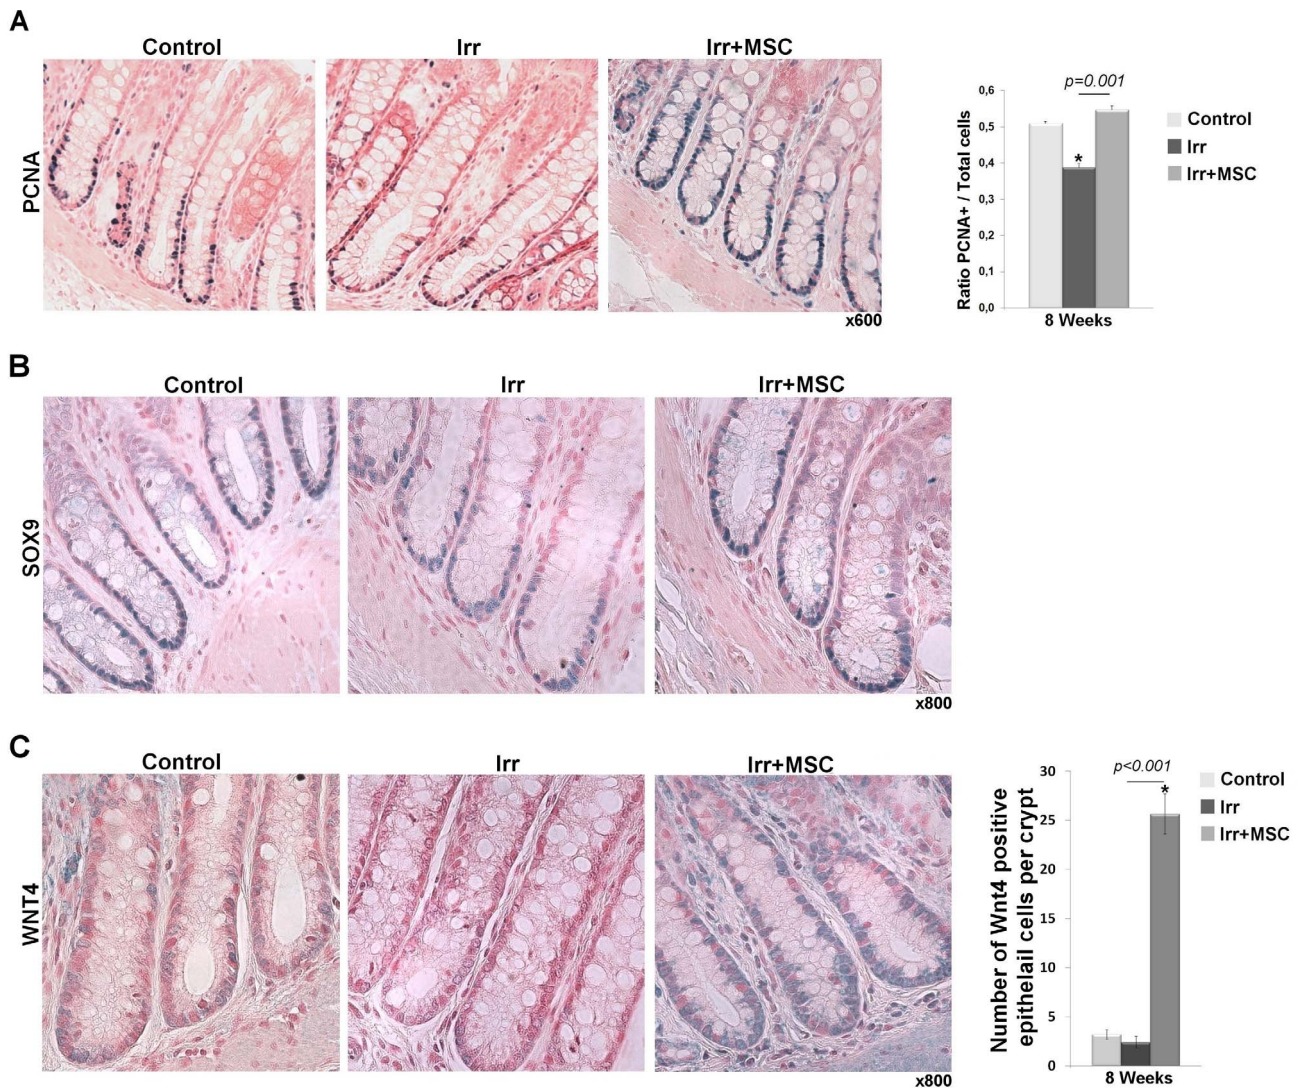 A
Control
Irr
Irr+MSC
PCNA
x600
p=0.001
0,6
0,5
0,4
0,3
0,2
0,1
0,0
*
Ratio PCNA+ / Total cells
8 Weeks
Control
Irr
Irr+MSC
B
Control
Irr
Irr+MSC
SOX9
x800
C
Control
Irr
Irr+MSC
WNT4
x800
p<0.001
30
25
20
15
10
5
0
*
Number of Wnt4 positive
epithelail cells per crypt
8 Weeks
Control
Irr
Irr+MSC